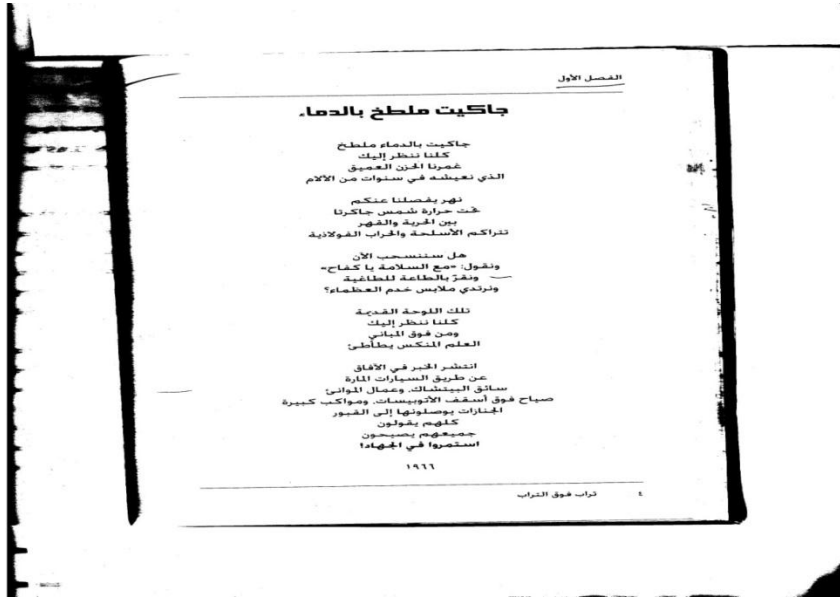 الفصل الأول
جاكيت ملطخ بالدماء
جاكيت بالدماء ملطخ
كلنا ننظر إليك
غمرنا الحزن العميق
الذي نعيشه في سنوات من الآلام
نهر يفصلنا عنكم
تحت حرارة شمس جاكرتا
بين الحرية والقهر
تتراكم الأسلحة والحراب الفولاذية
هل سننسحب الآن
ونقول: «مع السلامة يا كفاح»
ونقرّ بالطاعة للطاغية
ونرتدي ملابس خدم العظماء؟
تلك اللوحة القديمة
كلنا ننظر إليك
ومن فوق المباني
العلم المنكس يطأطئ
انتشر الخبر في الآفاق
عن طريق السيارات المارة
سائق البيتشاك، وعمال الموانئ
صياح فوق أسقف الأتوبيسات، ومواكب كبيرة
الجنازات يوصلونها إلى القبور
كلهم يقولون
جميعهم يصيحون
استمروا في الجهاد!
١٩٦٦
٤ تراب فوق التراب